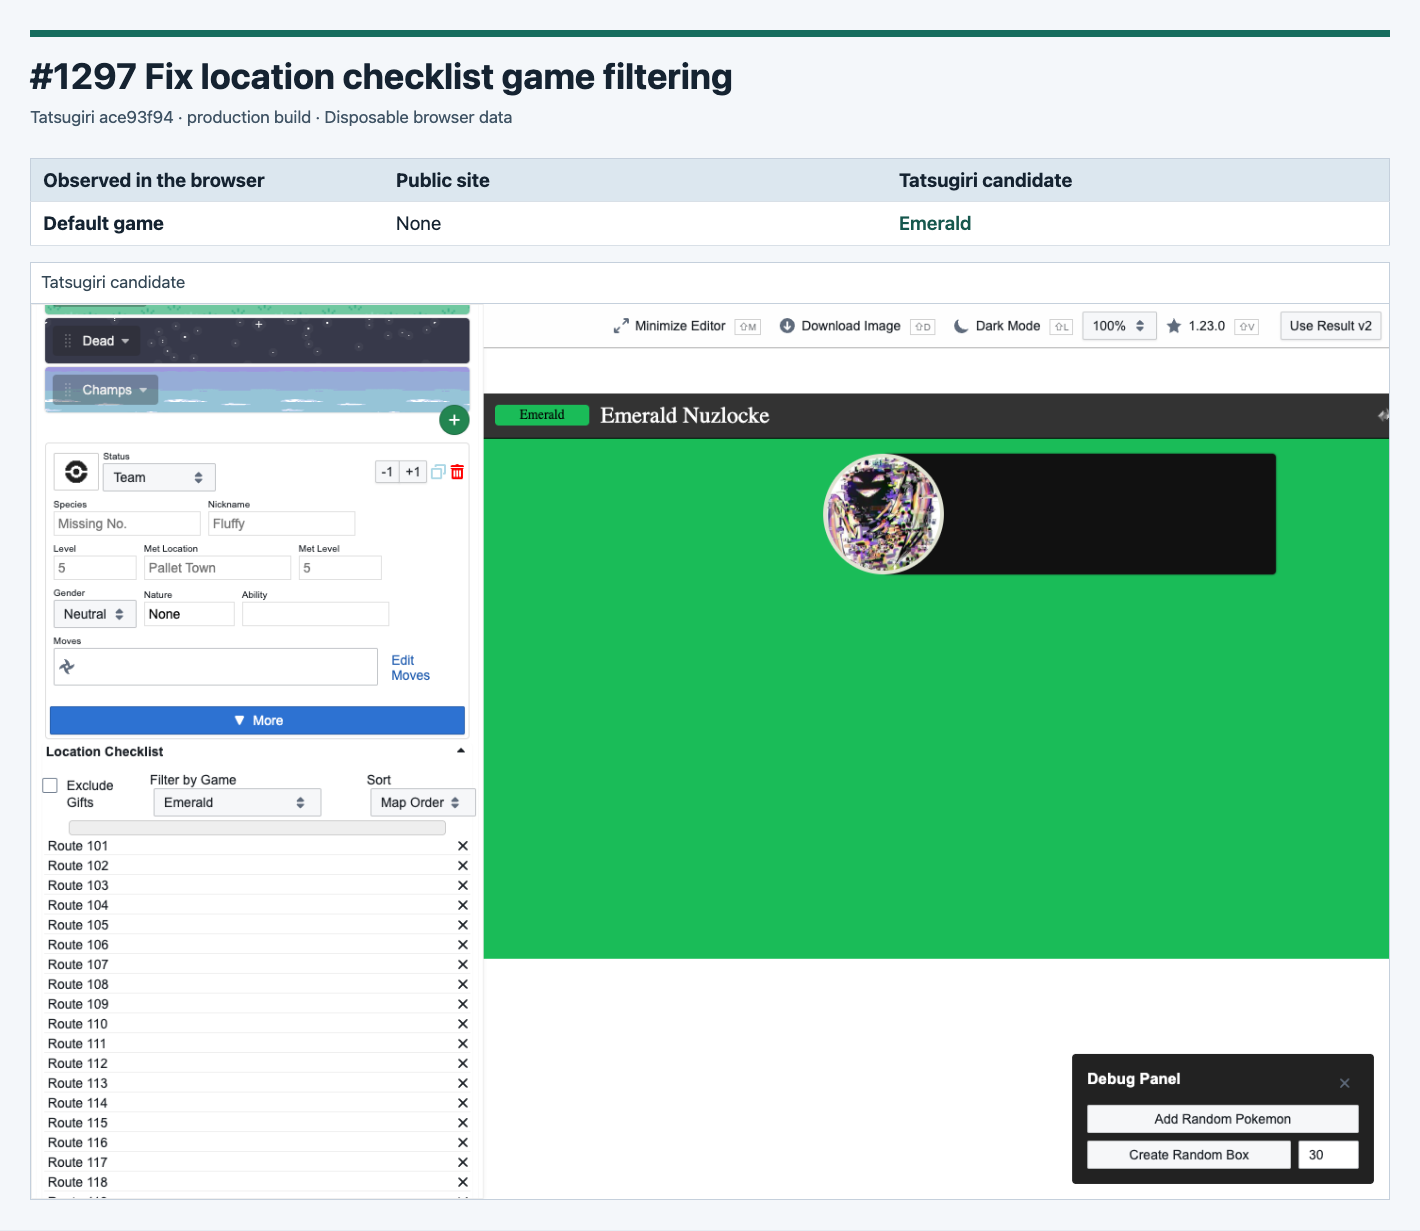 #1297 Fix location checklist game filtering
Tatsugiri ace93f94 · production build · Disposable browser data
Observed in the browser Public site Tatsugiri candidate
Default game None Emerald
Tatsugiri candidate
Minimize Editor ⇧M Download Image ⇧D Dark Mode ⇧L 100% 1.23.0 ⇧V Use Result v2
Dead
Champs
+
Emerald Emerald Nuzlocke
Status
Team -1 +1
Species Nickname
Missing No. Fluffy
Level Met Location Met Level
5 Pallet Town 5
Gender Nature Ability
Neutral None
Moves
Edit
Moves
▼ More
Location Checklist
Exclude
Gifts
Filter by Game Sort
Emerald Map Order
Route 101
Route 102
Route 103
Route 104
Route 105
Route 106
Route 107
Route 108
Route 109
Route 110
Route 111
Route 112
Route 113
Route 114
Route 115
Route 116
Route 117
Route 118
Debug Panel
Add Random Pokemon
Create Random Box 30